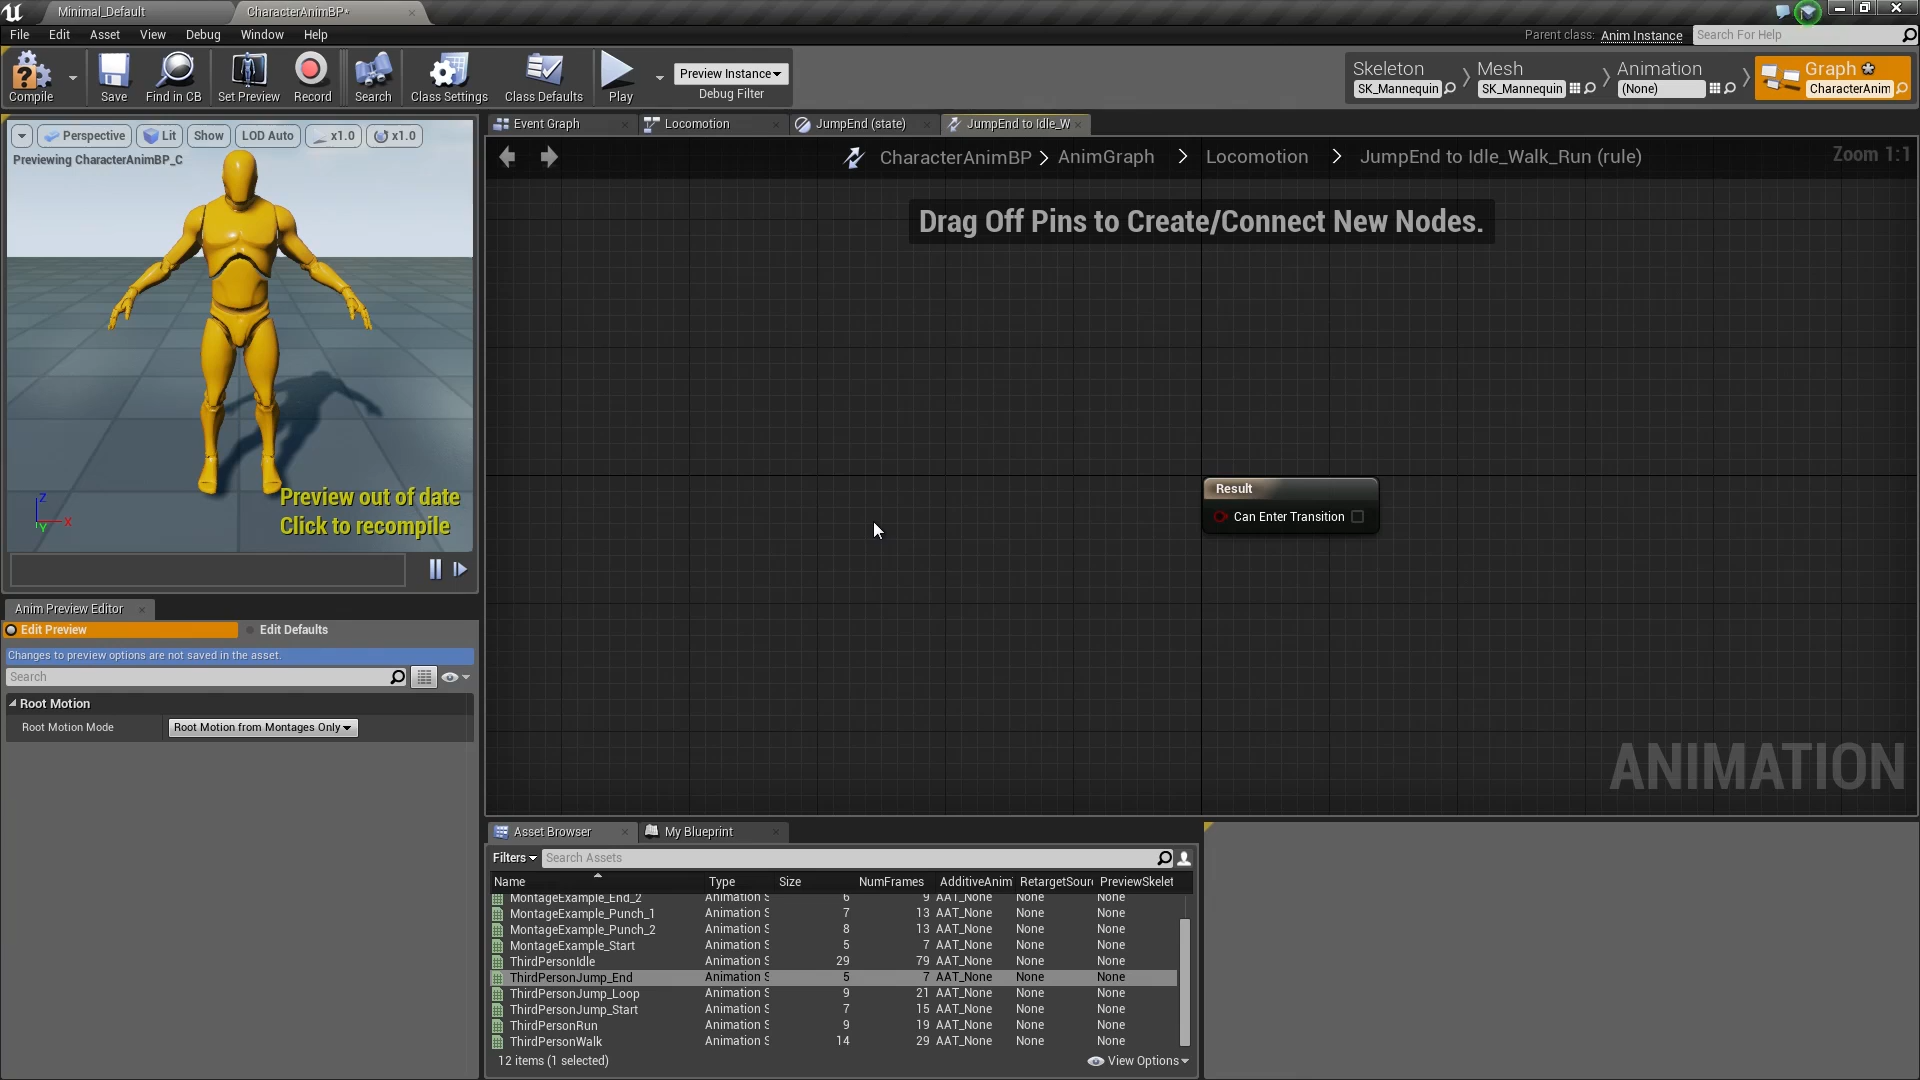 Minimal_Default
CharacterAnimBP*
File Edit Asset View Debug Window Help
Parent class: Anim Instance
Search For Help
Compile
Save
Find in CB
Set Preview
Record
Search
Class Settings
Class Defaults
Play
Preview Instance
Debug Filter
Skeleton
SK_Mannequin
Mesh
SK_Mannequin
Animation
(None)
Graph
CharacterAnim
Perspective
Lit
Show
LOD Auto
x1.0
x1.0
Previewing CharacterAnimBP_C
Z
X
Y
Preview out of date
Click to recompile
Event Graph
Locomotion
JumpEnd (state)
JumpEnd to Idle_W
CharacterAnimBP > AnimGraph > Locomotion > JumpEnd to Idle_Walk_Run (rule)
Zoom 1:1
Drag Off Pins to Create/Connect New Nodes.
Result
Can Enter Transition
ANIMATION
Anim Preview Editor
Edit Preview
Edit Defaults
Changes to preview options are not saved in the asset.
Search
Root Motion
Root Motion Mode
Root Motion from Montages Only
Asset Browser
My Blueprint
Filters
Search Assets
Name Type Size NumFrames AdditiveAnim RetargetSour PreviewSkelet
MontageExample_End_2 Animation S 6 9 AAT_None None None
MontageExample_Punch_1 Animation S 7 13 AAT_None None None
MontageExample_Punch_2 Animation S 8 13 AAT_None None None
MontageExample_Start Animation S 5 7 AAT_None None None
ThirdPersonIdle Animation S 29 79 AAT_None None None
ThirdPersonJump_End Animation S 5 7 AAT_None None None
ThirdPersonJump_Loop Animation S 9 21 AAT_None None None
ThirdPersonJump_Start Animation S 7 15 AAT_None None None
ThirdPersonRun Animation S 9 19 AAT_None None None
ThirdPersonWalk Animation S 14 29 AAT_None None None
12 items (1 selected)
View Options